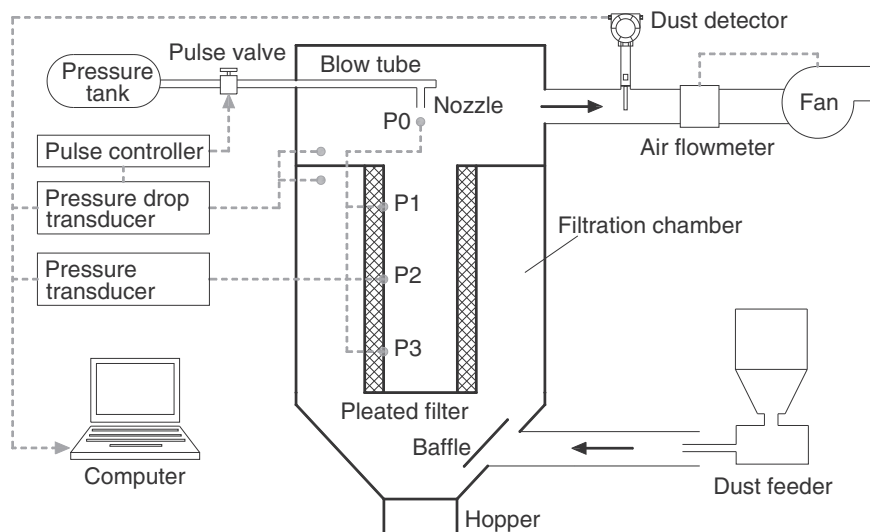 Dust detector
Pulse valve
Pressure
tank
Blow tube
Nozzle
P0
Fan
Pulse controller
Air flowmeter
Pressure drop
transducer
P1
Filtration chamber
Pressure
transducer
P2
P3
Pleated filter
Baffle
Computer
Dust feeder
Hopper